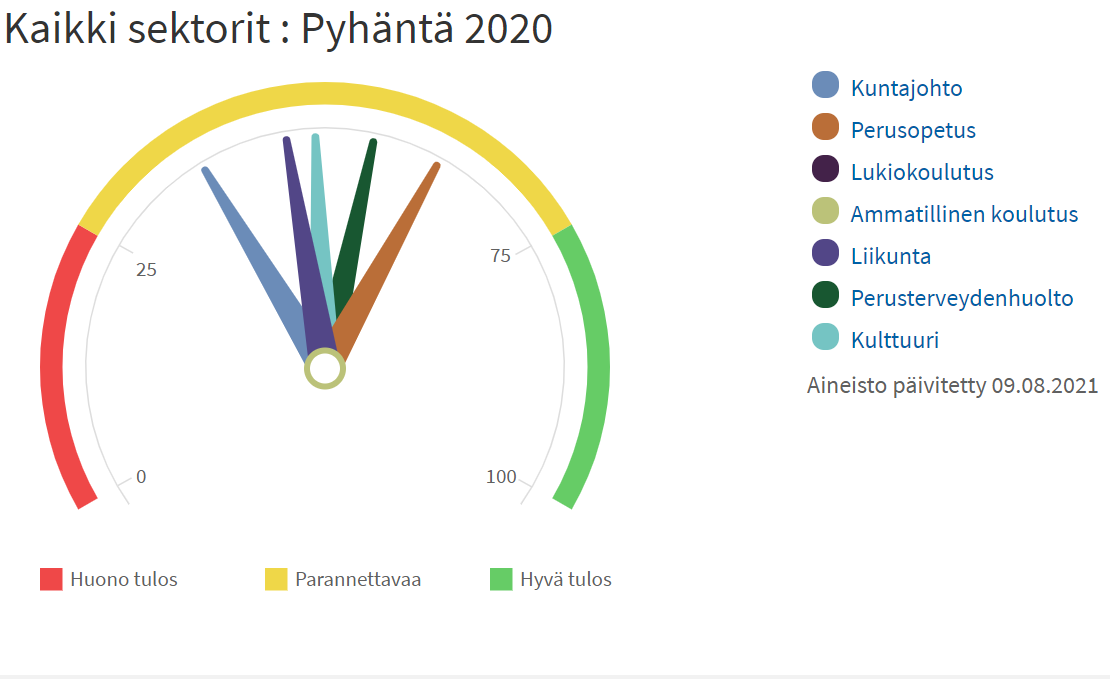 Kaikki sektorit : Pyhäntä 2020
25
75
0
100
Huono tulos
Parannettavaa
Hyvä tulos
Kuntajohto
Perusopetus
Lukiokoulutus
Ammatillinen koulutus
Liikunta
Perusterveydenhuolto
Kulttuuri
Aineisto päivitetty 09.08.2021